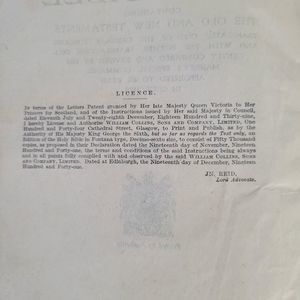 LICENCE.
In terms of the Letters Patent granted by Her late Majesty Queen Victoria to Her
Printers in Scotland, and of the Instructions issued by Her said Majesty in Council,
dated Eleventh July and Twenty-eighth December, Eighteen Hundred and Thirty-nine,
I hereby License and Authorise WILLIAM COLLINS, SONS AND COMPANY, LIMITED, One
Hundred and Forty-four Cathedral Street, Glasgow, to Print and Publish, as by the
Authority of His Majesty King George the Sixth, but so far as regards the Text only, an
Edition of the Holy Bible in type, to consist of Fifty Thousand
copies, as proposed in their Declaration dated the Nineteenth day of November, Nineteen
Hundred and Forty-one, the terms and conditions of the said Instructions being always
and in all points fully complied with and observed by the said WILLIAM COLLINS, SONS
AND COMPANY, LIMITED. Dated at Edinburgh, the Nineteenth day of December, Nineteen
Hundred and Forty-one.
JN. REID,
Lord Advocate.